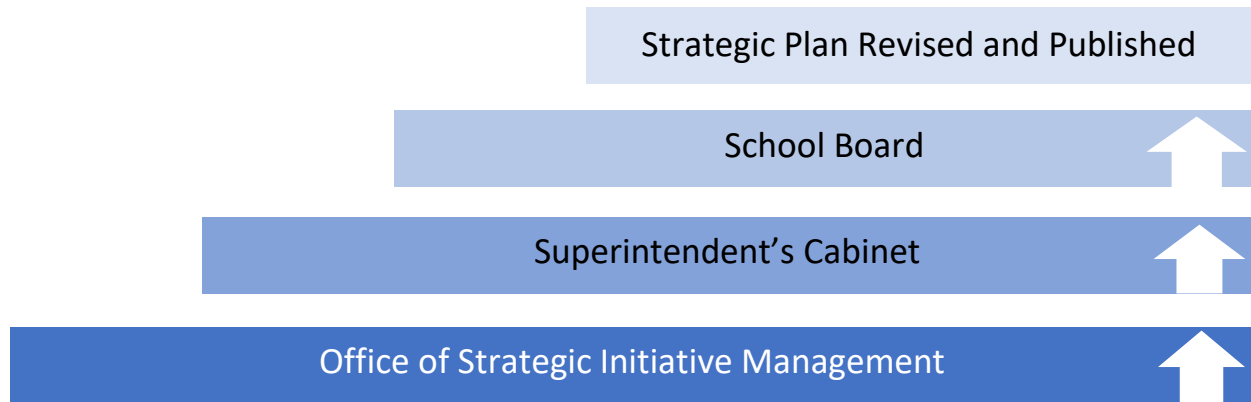 Strategic Plan Revised and Published
School Board
Superintendent’s Cabinet
Office of Strategic Initiative Management